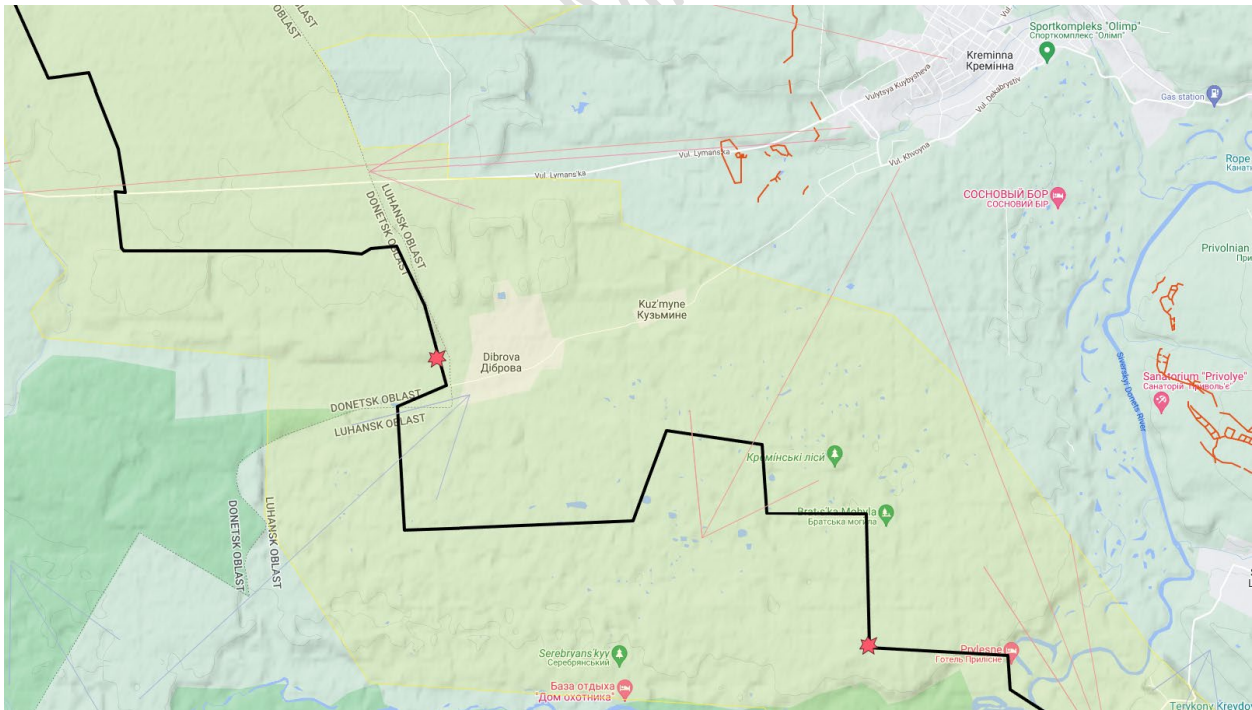 LUHANSK OBLAST
DONETSK OBLAST
Sportkompleks "Olimp"
Спорткомплекс "Олімп"
Kreminna
Кремінна
Vulytsya Kuybysheva
Vul. Dekabrystiv
Gas station
Vul. Lymans'ka
Vul. Khvoyna
Vul. Lymans'ka
Rope
Канат
СОСНОВЫЙ БОР
СОСНОВИЙ БІР
LUHANSK OBLAST
DONETSK OBLAST
Privolnian
При
Kuz'myne
Кузьмине
Dibrova
Діброва
Siverskyi Donets River
Sanatorium "Privolye"
Санаторій "Приволь'є"
DONETSK OBLAST
LUHANSK OBLAST
Кремінські ліси
Brats'ka Mohyla
Братська могила
DONETSK OBLAST
LUHANSK OBLAST
Serebryans'kyy
Серебрянський
Prylesne
Готель Прилісне
База отдыха
"Дом охотника"
Terykony Kreydov